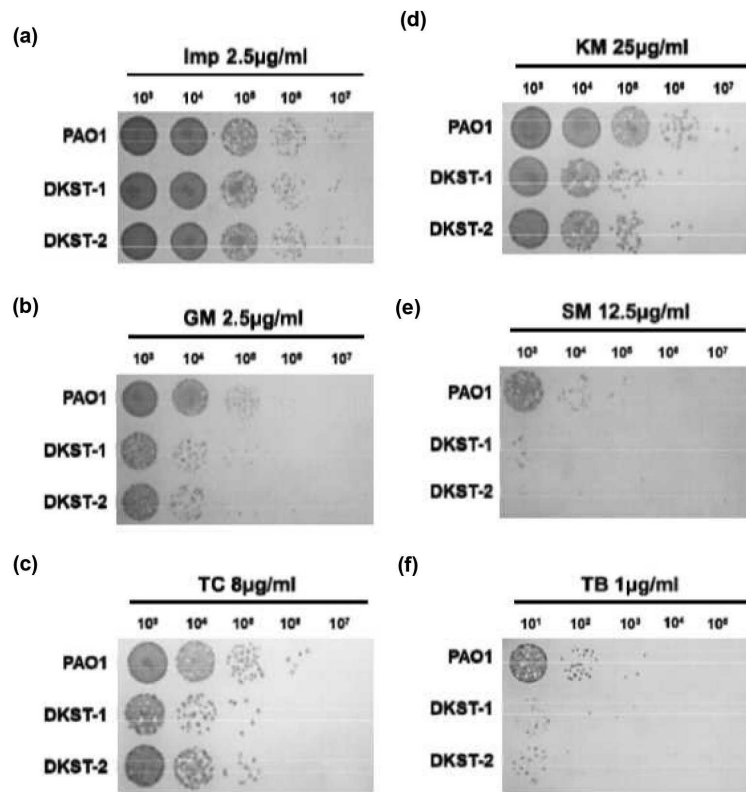 (a)
Imp 2.5µg/ml
10³ 10⁴ 10⁵ 10⁶ 10⁷
PAO1
DKST-1
DKST-2
(b)
GM 2.5µg/ml
10³ 10⁴ 10⁵ 10⁶ 10⁷
PAO1
DKST-1
DKST-2
(c)
TC 8µg/ml
10³ 10⁴ 10⁵ 10⁶ 10⁷
PAO1
DKST-1
DKST-2
(d)
KM 25µg/ml
10³ 10⁴ 10⁵ 10⁶ 10⁷
PAO1
DKST-1
DKST-2
(e)
SM 12.5µg/ml
10³ 10⁴ 10⁵ 10⁶ 10⁷
PAO1
DKST-1
DKST-2
(f)
TB 1µg/ml
10¹ 10² 10³ 10⁴ 10⁵
PAO1
DKST-1
DKST-2